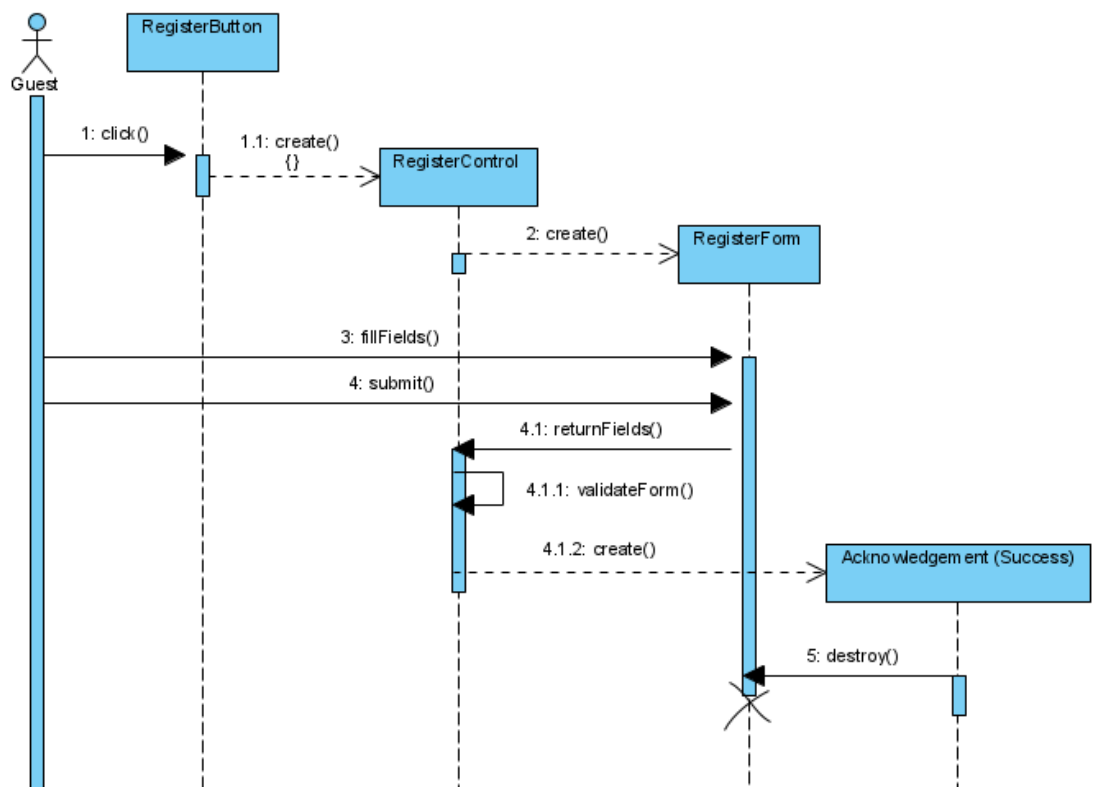 RegisterButton
Guest
1: click()
1.1: create()
{}
RegisterControl
2: create()
RegisterForm
3: fillFields()
4: submit()
4.1: returnFields()
4.1.1: validateForm()
4.1.2: create()
Acknowledgement (Success)
5: destroy()